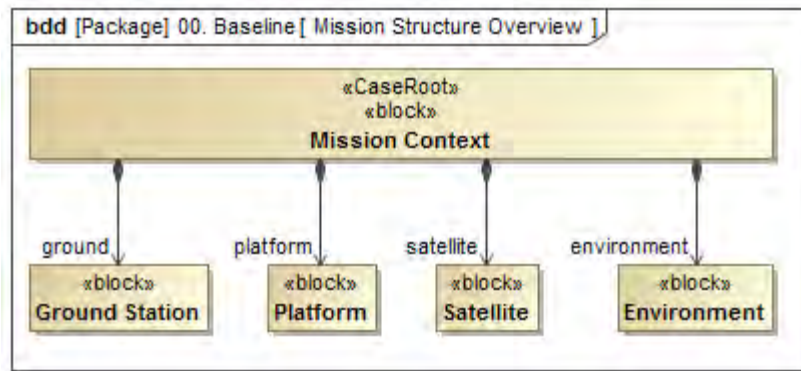 bdd [Package] 00. Baseline [ Mission Structure Overview ]
«CaseRoot»
«block»
Mission Context
ground
platform
satellite
environment
«block»
Ground Station
«block»
Platform
«block»
Satellite
«block»
Environment